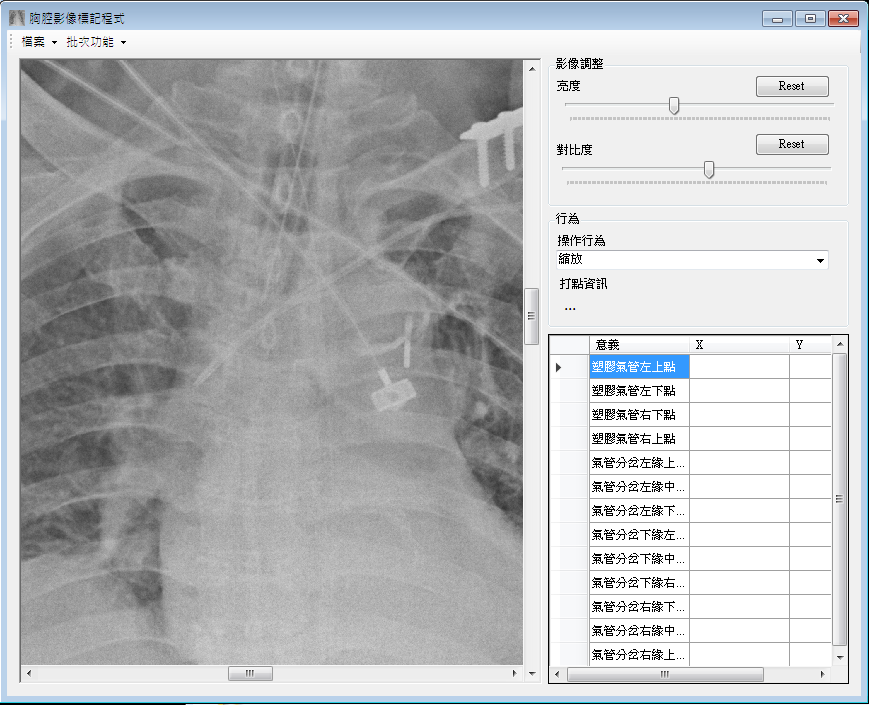 胸腔影像標記程式
檔案 批次功能
影像調整
亮度
Reset
對比度
Reset
行為
操作行為
縮放
打點資訊
...
意義 X Y
塑膠氣管左上點
塑膠氣管左下點
塑膠氣管右下點
塑膠氣管右上點
氣管分岔左緣上...
氣管分岔左緣中...
氣管分岔左緣下...
氣管分岔下緣左...
氣管分岔下緣中...
氣管分岔下緣右...
氣管分岔右緣下...
氣管分岔右緣中...
氣管分岔右緣上...